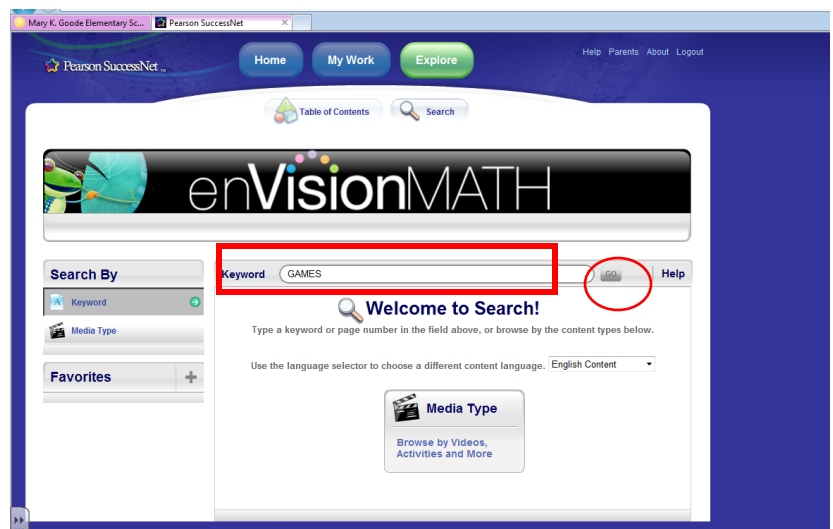 Mary K. Goode Elementary Sc... Pearson SuccessNet
Pearson SuccessNet
Home My Work Explore
Help Parents About Logout
Table of Contents Search
enVisionMATH
Search By
Keyword GAMES GO Help
Keyword
Media Type
Welcome to Search!
Type a keyword or page number in the field above, or browse by the content types below.
Use the language selector to choose a different content language. English Content
Favorites
Media Type
Browse by Videos,
Activities and More